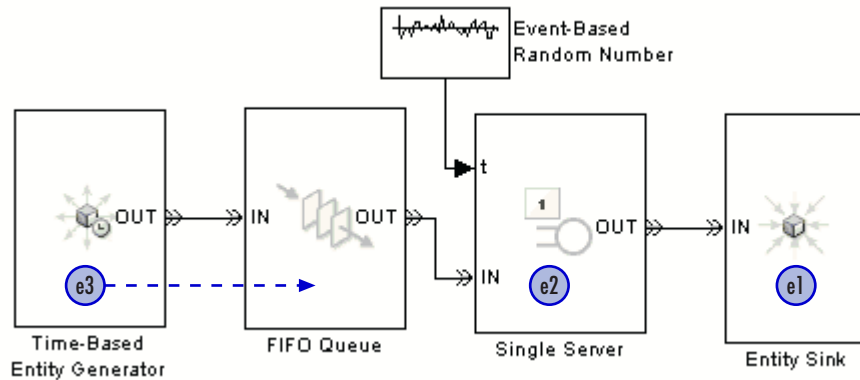 Event-Based
Random Number
t
OUT
IN
OUT
IN
1
OUT
IN
e3
e2
e1
Time-Based
Entity Generator
FIFO Queue
Single Server
Entity Sink